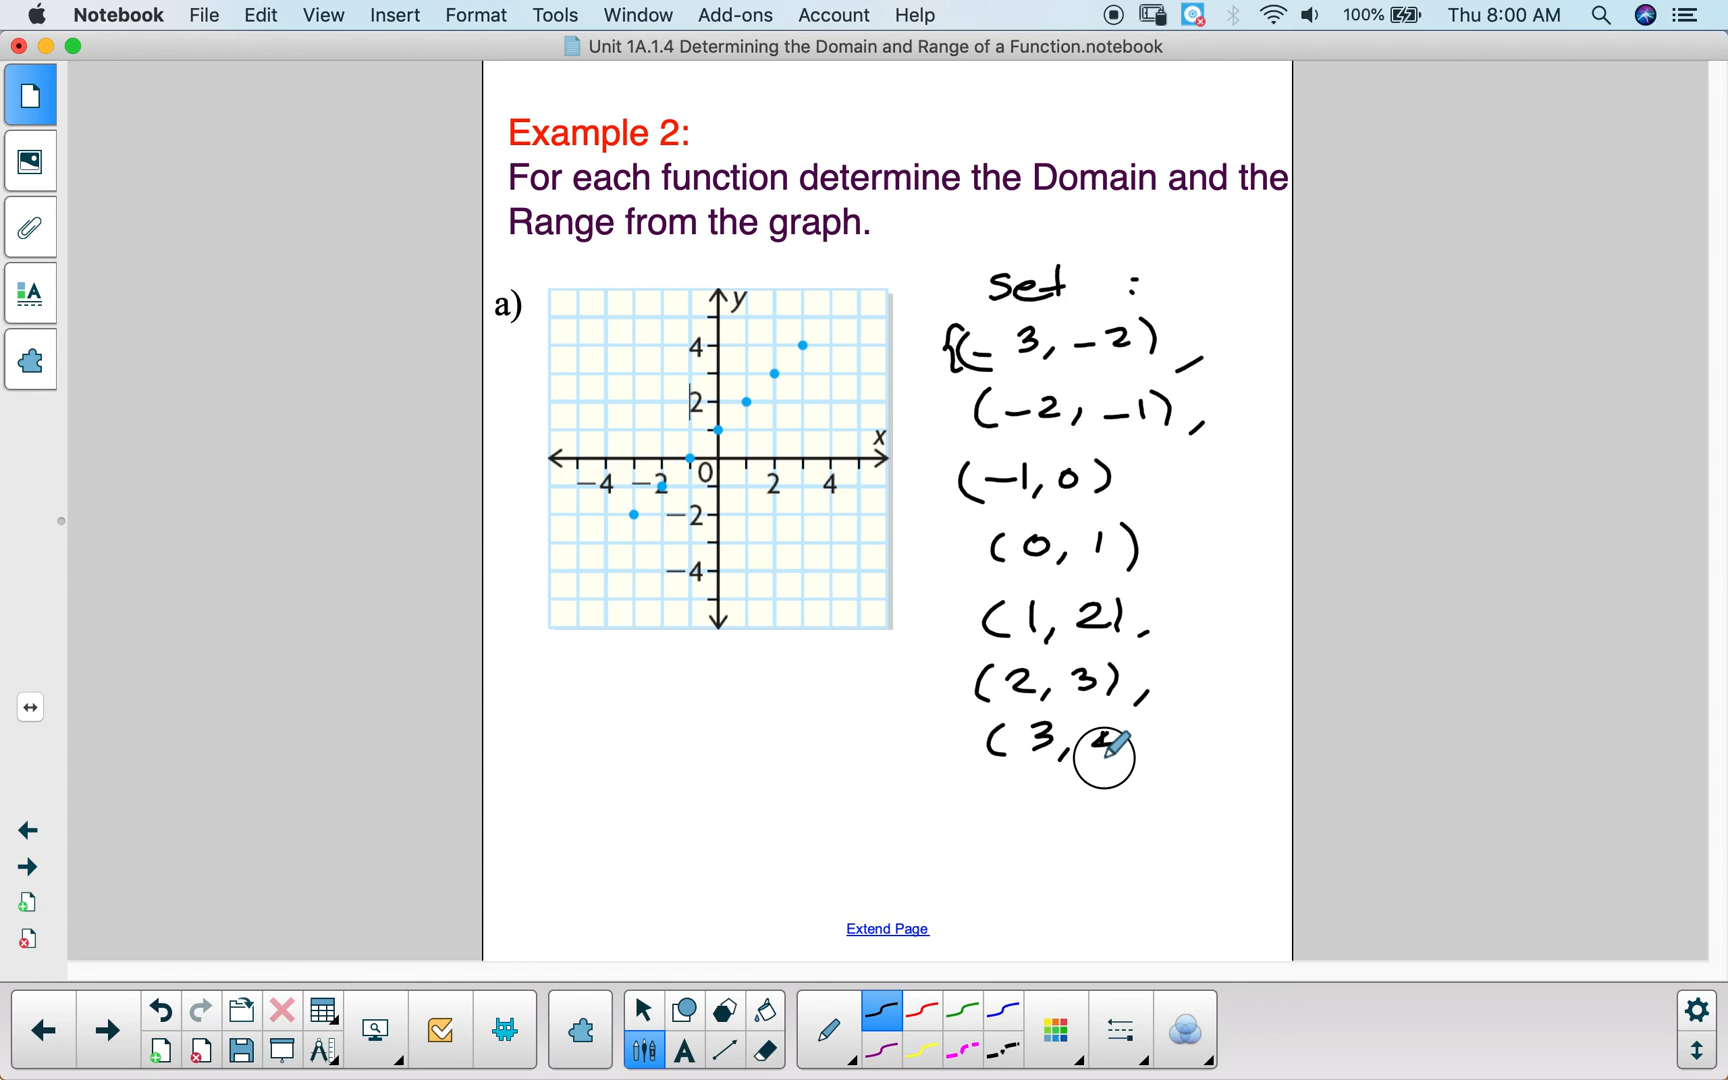 Notebook File Edit View Insert Format Tools Window Add-ons Account Help 100% Thu 8:00 AM
Unit 1A.1.4 Determining the Domain and Range of a Function.notebook
Example 2:
For each function determine the Domain and the
Range from the graph.
set :
a)
y
{(-3, -2),
4
2
(-2, -1),
x
0
(-1, 0)
-4 -2 2 4
-2
(0, 1)
-4
(1, 2),
(2, 3),
(3, 4
Extend Page
A